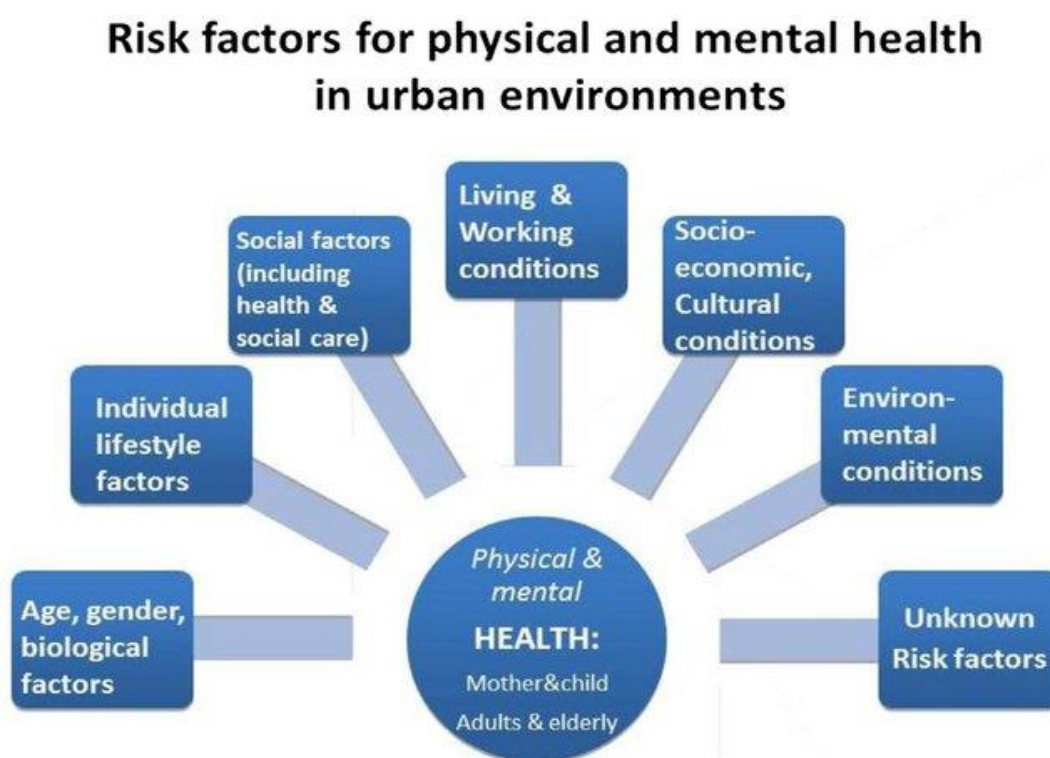 Risk factors for physical and mental health
in urban environments
Living & 
Working
conditions
Social factors
(including
health &
social care)
Socio-
economic,
Cultural
conditions
Individual
lifestyle
factors
Environ-
mental
conditions
Age, gender,
biological
factors
Physical &
mental
HEALTH:
Mother&child
Adults & elderly
Unknown
Risk factors